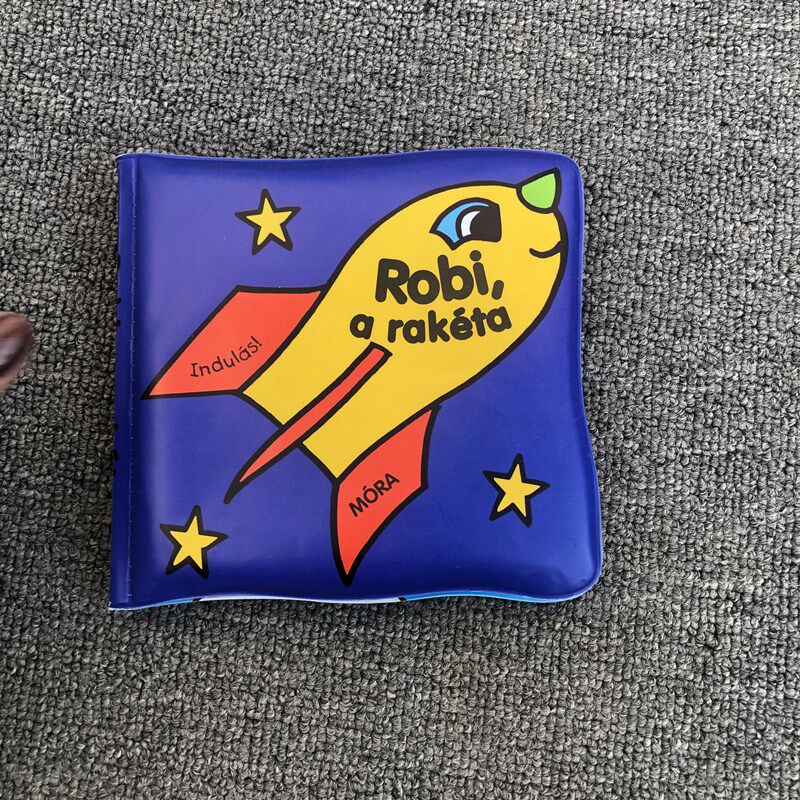 Robi,
a rakéta
Indulás!
MÓRA